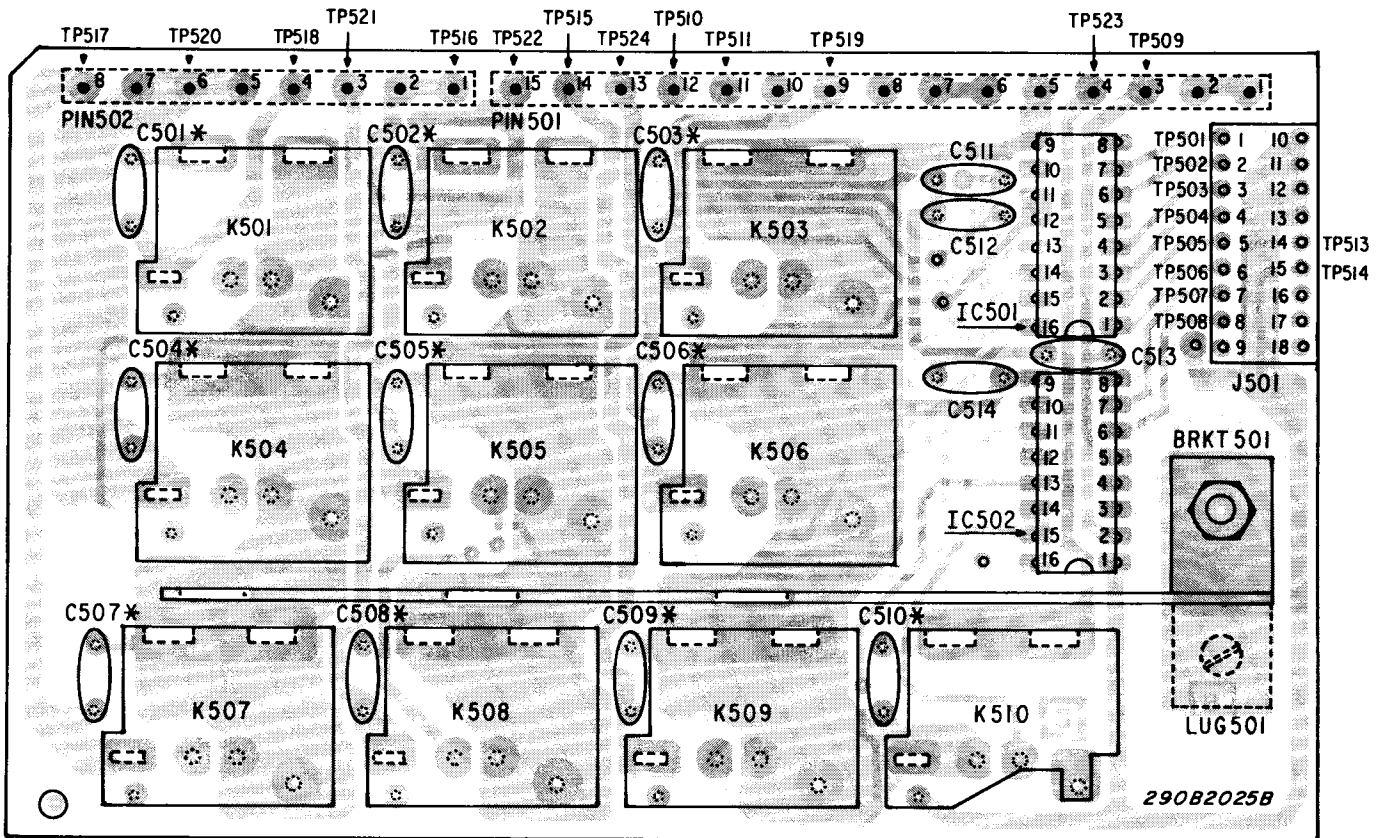 TP521 TP515 TP510 TP523
TP517 TP520 TP518 TP516 TP522 TP524 TP511 TP519 TP509
8 7 6 5 4 3 2 1 15 14 13 12 11 10 9 8 7 6 5 4 3 2 1
PIN502 PIN501
C501* C502* C503*
K501 K502 K503
C511
C512
9 8
10 7
11 6
12 5
13 4
14 3
15 2
16 1
IC501
TP501 1 10
TP502 2 11
TP503 3 12
TP504 4 13
TP505 5 14 TP513
TP506 6 15 TP514
TP507 7 16
TP508 8 17
9 18
J501
C513
C504* C505* C506*
K504 K505 K506
C514
9 8
10 7
11 6
12 5
13 4
14 3
15 2
16 1
IC502
BRKT 501
C507* C508* C509* C510*
K507 K508 K509 K510
LUG501
290B2025B